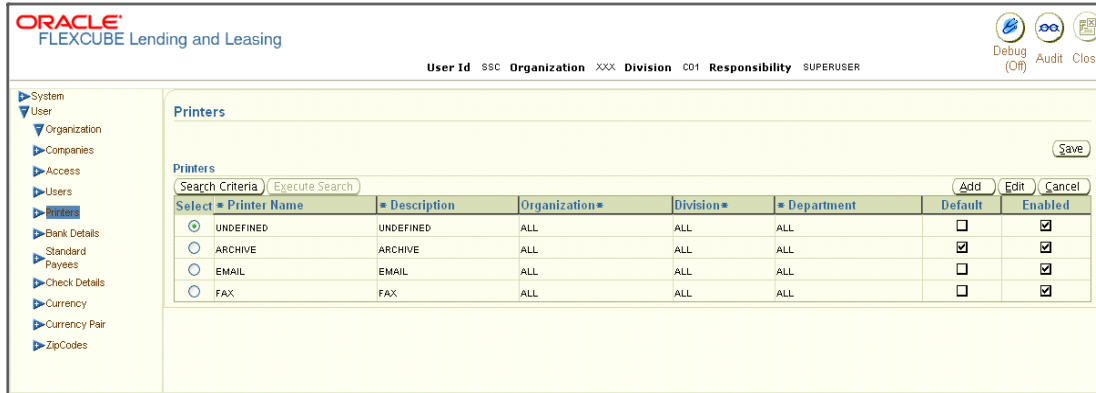 ORACLE®
FLEXCUBE Lending and Leasing
Debug (Off)
Audit
Clos
User Id SSC Organization XXX Division C01 Responsibility SUPERUSER
System
User
Organization
Companies
Access
Users
Printers
Bank Details
Standard
Payees
Check Details
Currency
Currency Pair
ZipCodes
Printers
Save
Printers
Search Criteria Execute Search Add Edit Cancel
Select * Printer Name * Description Organization* Division* * Department Default Enabled
UNDEFINED UNDEFINED ALL ALL ALL
ARCHIVE ARCHIVE ALL ALL ALL
EMAIL EMAIL ALL ALL ALL
FAX FAX ALL ALL ALL